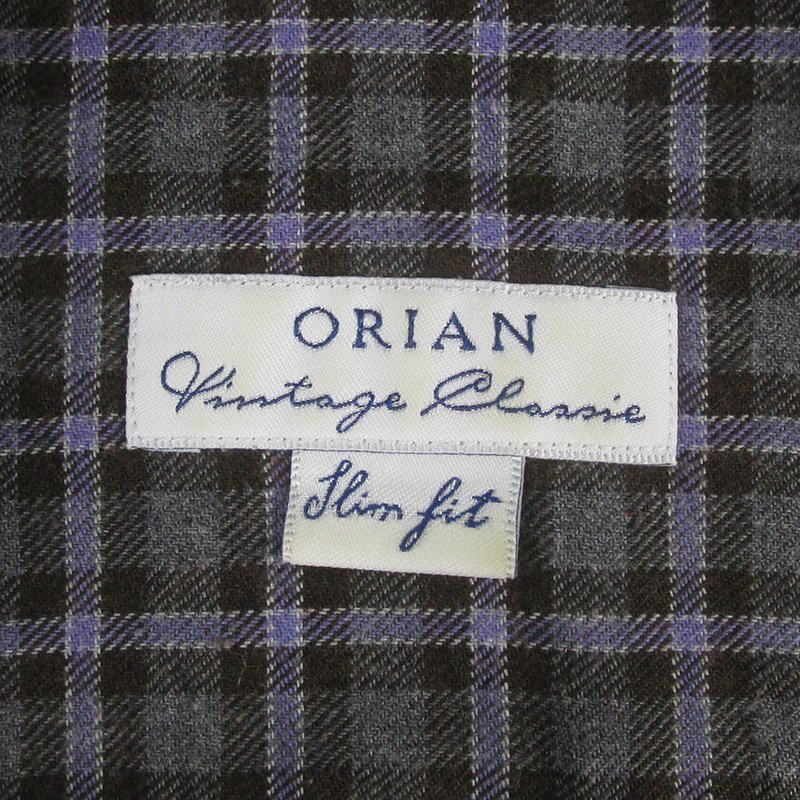 ORIAN
Vintage Classic
Slim fit